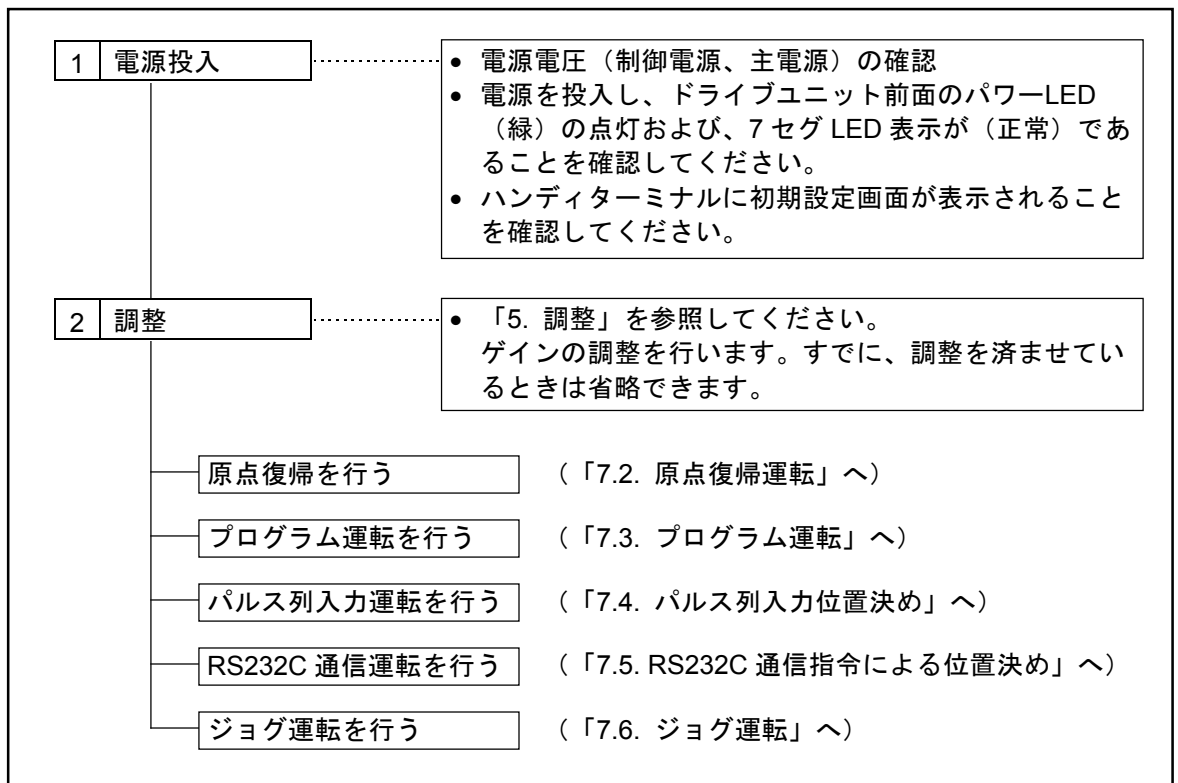 1 電源投入
• 電源電圧（制御電源、主電源）の確認
• 電源を投入し、ドライブユニット前面のパワーLED
（緑）の点灯および、7 セグ LED 表示が（正常）であ
ることを確認してください。
• ハンディターミナルに初期設定画面が表示されること
を確認してください。
2 調整
• 「5. 調整」を参照してください。
ゲインの調整を行います。すでに、調整を済ませてい
るときは省略できます。
原点復帰を行う （「7.2. 原点復帰運転」へ）
プログラム運転を行う （「7.3. プログラム運転」へ）
パルス列入力運転を行う （「7.4. パルス列入力位置決め」へ）
RS232C 通信運転を行う （「7.5. RS232C 通信指令による位置決め」へ）
ジョグ運転を行う （「7.6. ジョグ運転」へ）